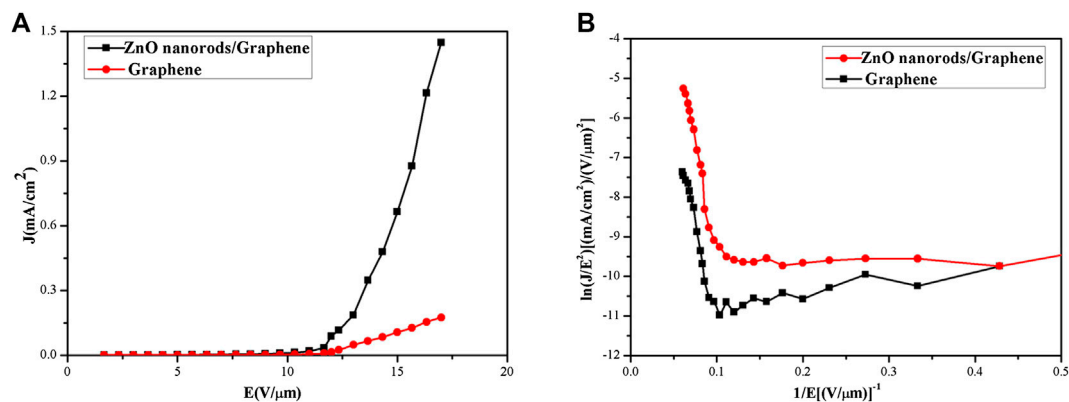 A
1.5
1.2
0.9
0.6
0.3
0.0
0
5
10
15
20
J(mA/cm²)
E(V/μm)
ZnO nanorods/Graphene
Graphene
B
-4
-5
-6
-7
-8
-9
-10
-11
-12
0.0
0.1
0.2
0.3
0.4
0.5
ln(J/E²)[(mA/cm²)/(V/μm)²]
1/E[(V/μm)]⁻¹
ZnO nanorods/Graphene
Graphene